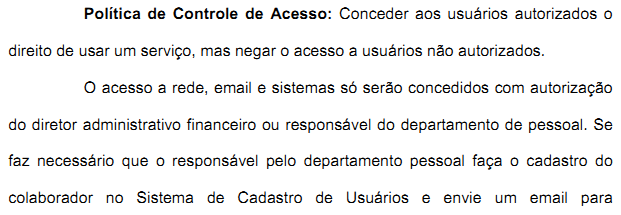 Política de Controle de Acesso: Conceder aos usuários autorizados o
direito de usar um serviço, mas negar o acesso a usuários não autorizados.
O acesso a rede, email e sistemas só serão concedidos com autorização
do diretor administrativo financeiro ou responsável do departamento de pessoal. Se
faz necessário que o responsável pelo departamento pessoal faça o cadastro do
colaborador no Sistema de Cadastro de Usuários e envie um email para